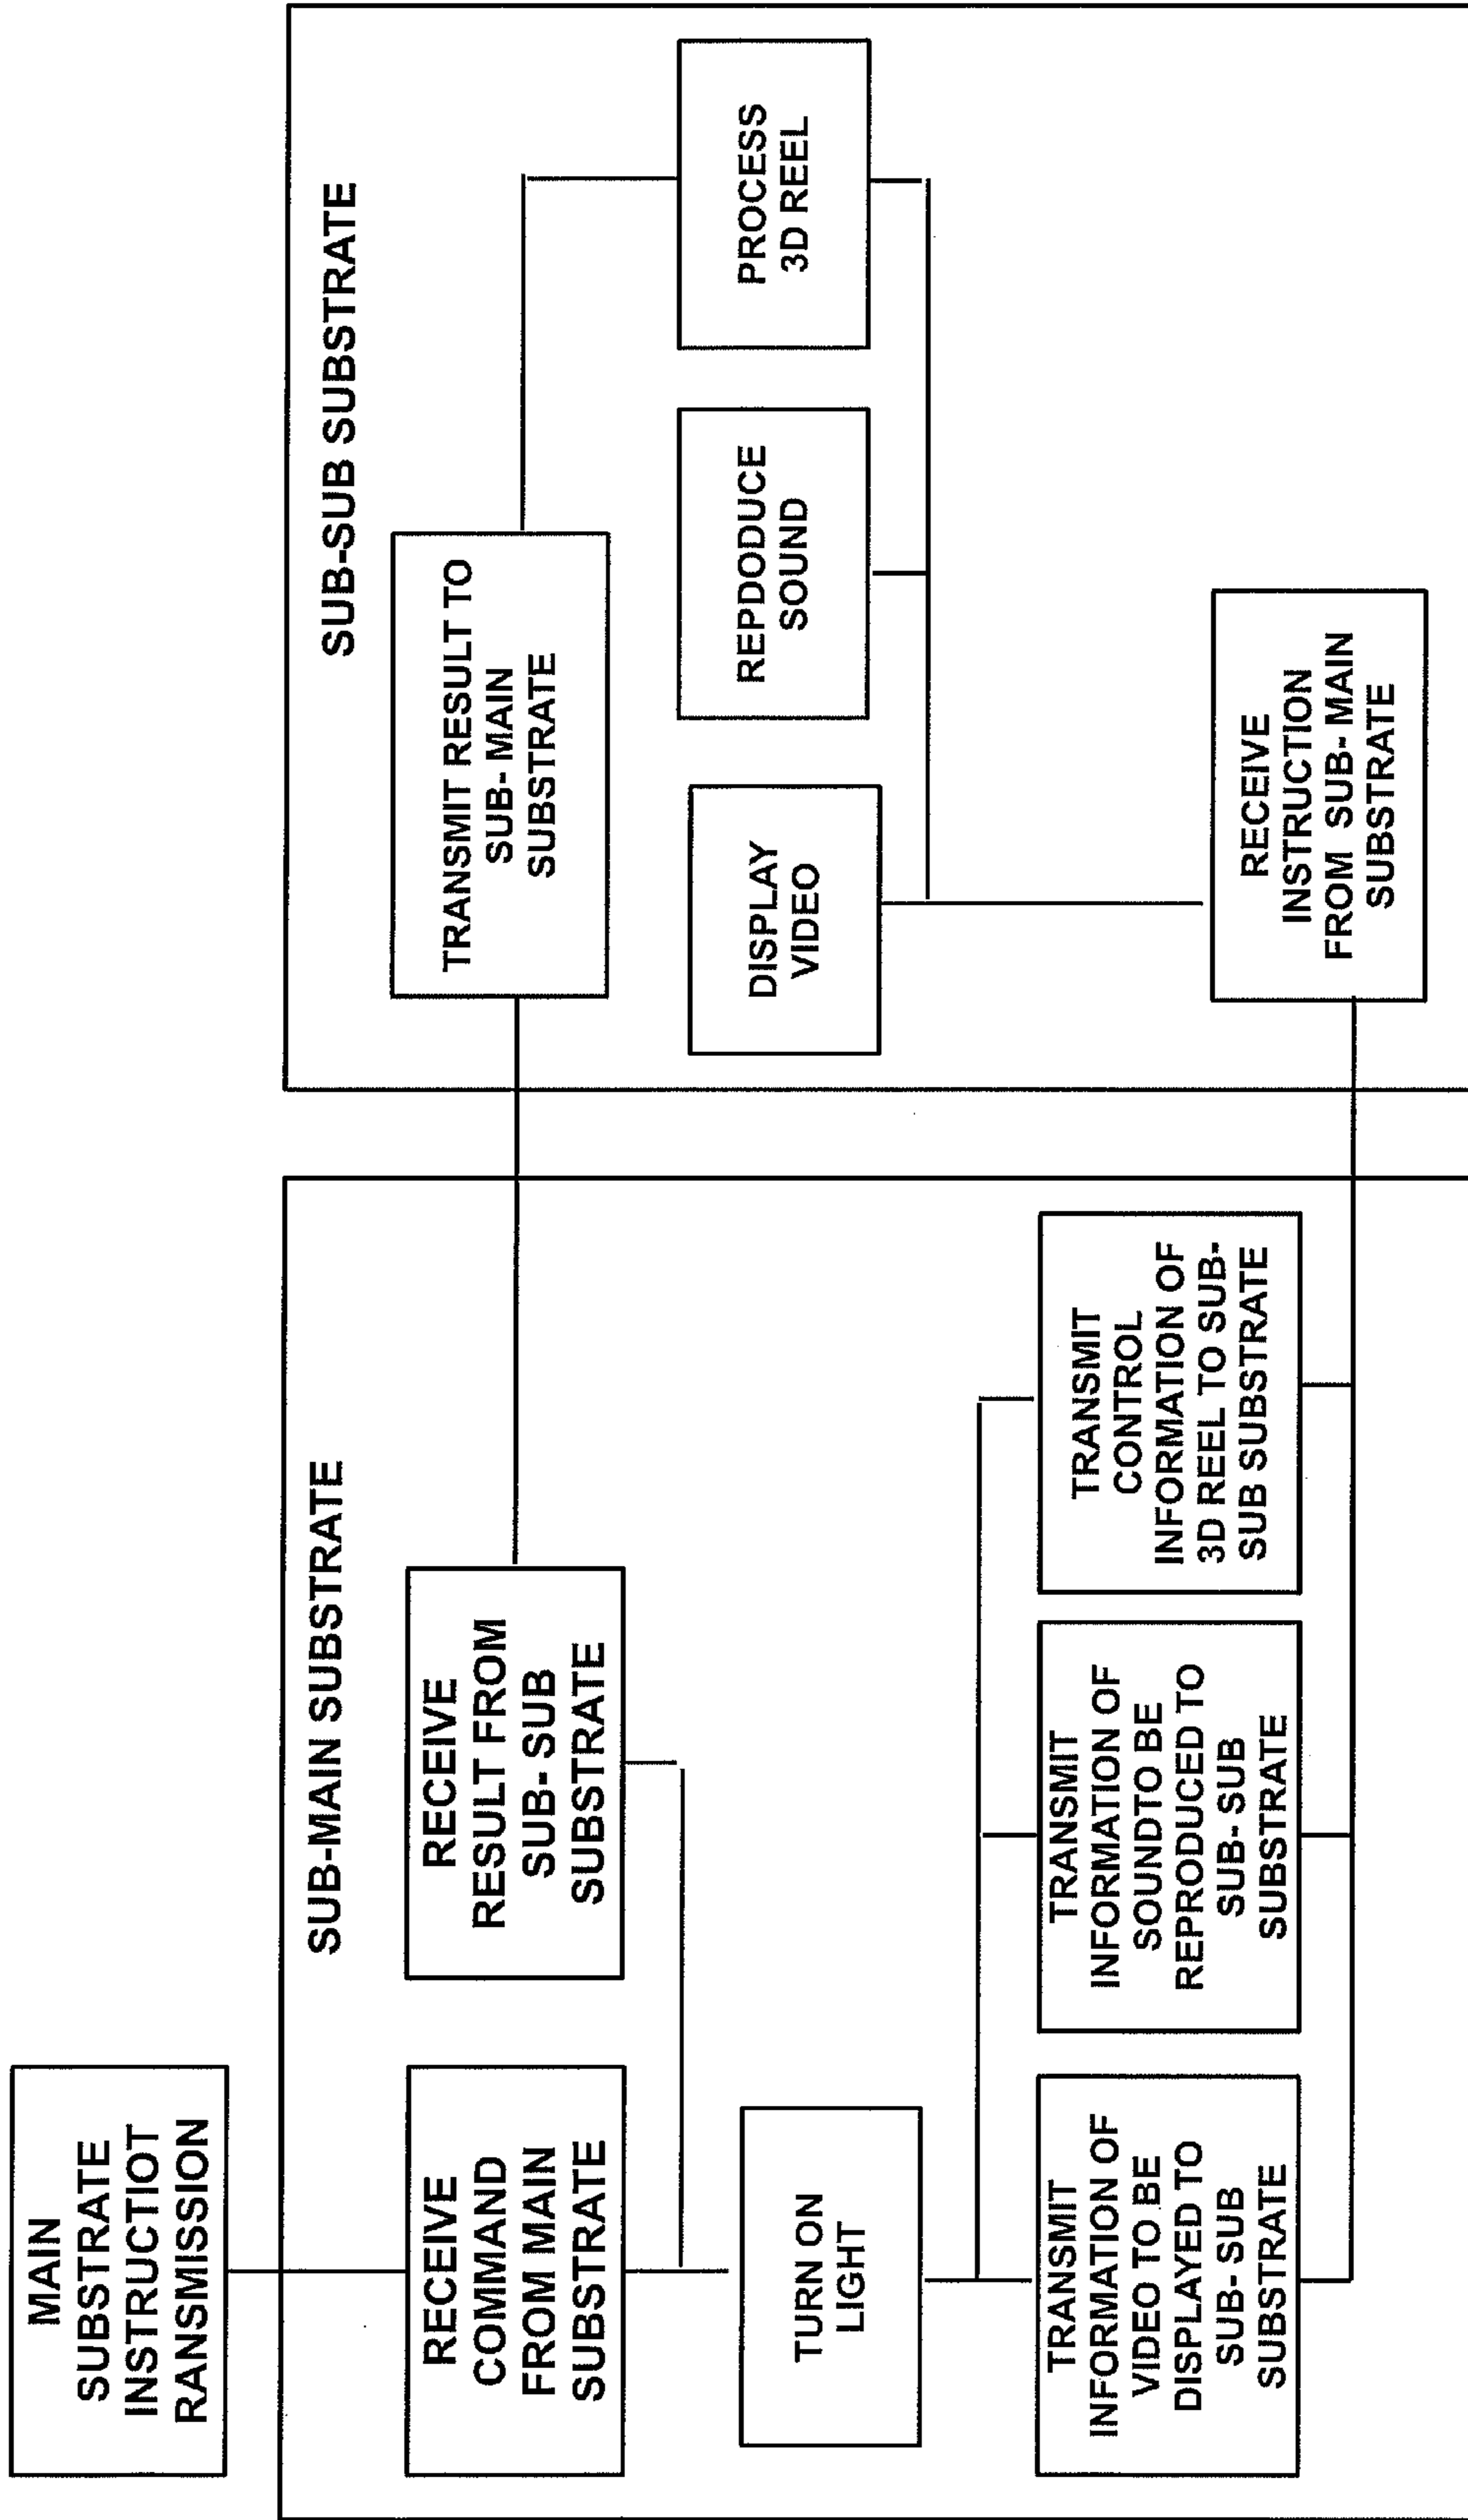 MAIN
SUBSTRATE
INSTRUCTIOT
RANSMISSION
SUB-MAIN SUBSTRATE
RECEIVE
COMMAND
FROM MAIN
SUBSTRATE
RECEIVE
RESULT FROM
SUB- SUB
SUBSTRATE
TURN ON
LIGHT
TRANSMIT
INFORMATION OF
VIDEO TO BE
DISPLAYED TO
SUB- SUB
SUBSTRATE
TRANSMIT
INFORMATION OF
SOUNDTO BE
REPRODUCED TO
SUB- SUB
SUBSTRATE
TRANSMIT
CONTROL
INFORMATION OF
3D REEL TO SUB-
SUB SUBSTRATE
SUB-SUB SUBSTRATE
TRANSMIT RESULT TO
SUB- MAIN
SUBSTRATE
DISPLAY
VIDEO
REPDODUCE
SOUND
PROCESS
3D REEL
RECEIVE
INSTRUCTION
FROM SUB- MAIN
SUBSTRATE